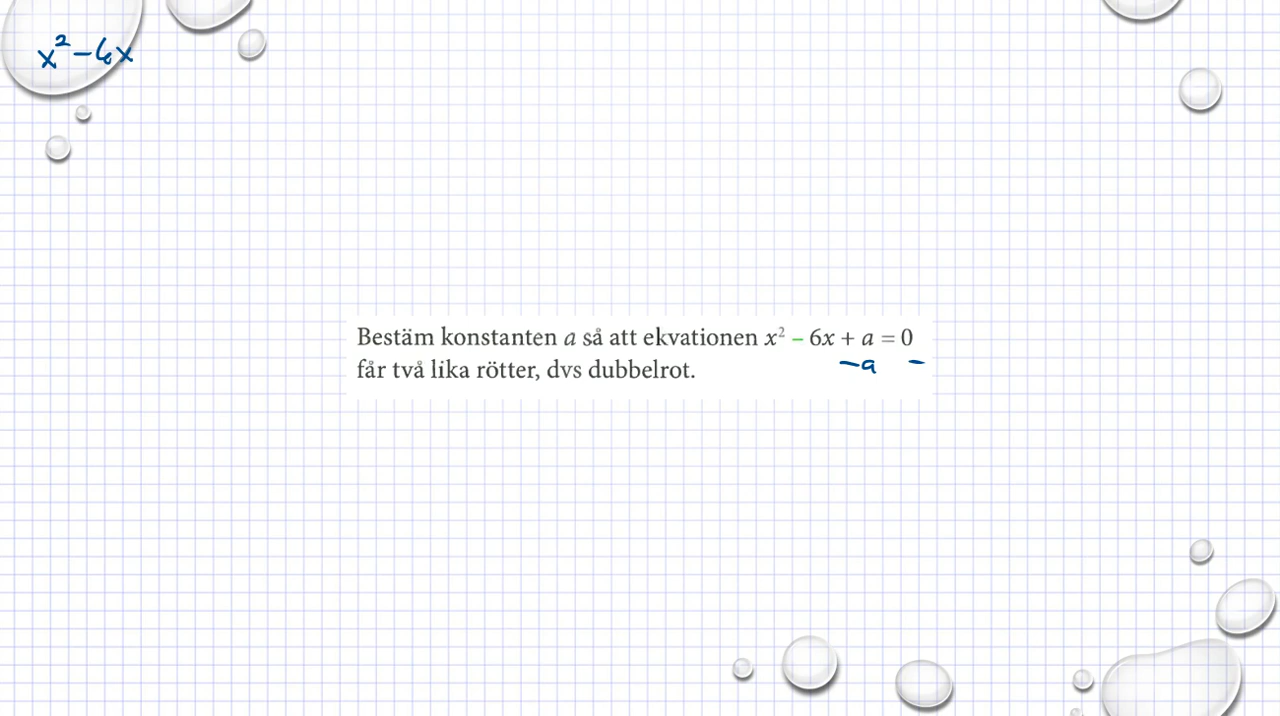 x² – 6x
Bestäm konstanten a så att ekvationen x² – 6x + a = 0
–a –
får två lika rötter, dvs dubbelrot.